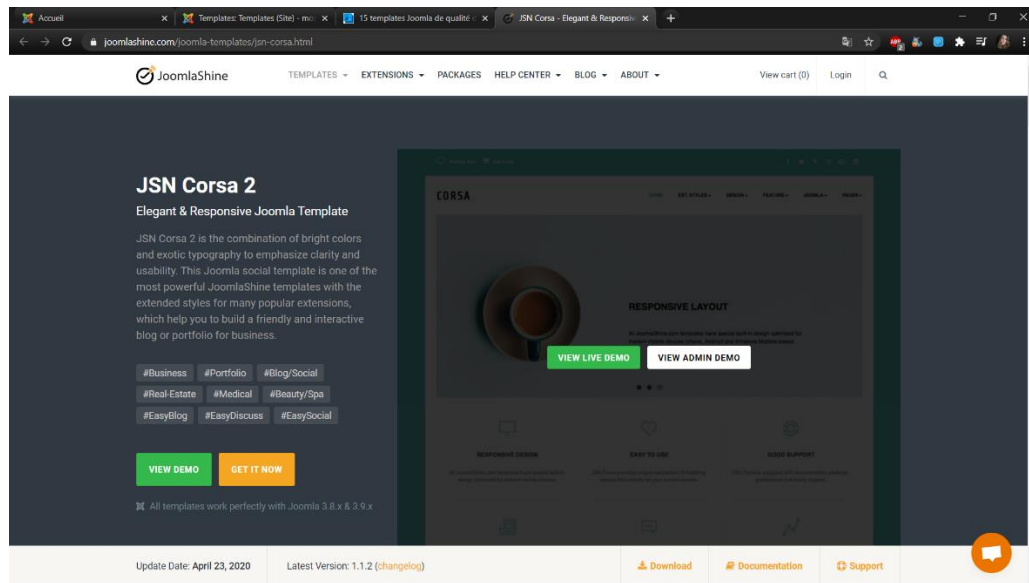 Accueil
Templates: Templates (Site) - mo
15 templates Joomla de qualité
JSN Corsa - Elegant & Responsiv
joomlashine.com/joomla-templates/jsn-corsa.html
JoomlaShine
TEMPLATES
EXTENSIONS
PACKAGES
HELP CENTER
BLOG
ABOUT
View cart (0)
Login
JSN Corsa 2
Elegant & Responsive Joomla Template
JSN Corsa 2 is the combination of bright colors
and exotic typography to emphasize clarity and
usability. This Joomla social template is one of the
most powerful JoomlaShine templates with the
extended styles for many popular extensions,
which help you to build a friendly and interactive
blog or portfolio for business.
#Business #Portfolio #Blog/Social
#Real-Estate #Medical #Beauty/Spa
#EasyBlog #EasyDiscuss #EasySocial
VIEW DEMO
GET IT NOW
All templates work perfectly with Joomla 3.8.x & 3.9.x
CORSA
RESPONSIVE LAYOUT
VIEW LIVE DEMO
VIEW ADMIN DEMO
RESPONSIVE DESIGN
EASY TO USE
GOOD SUPPORT
Update Date: April 23, 2020
Latest Version: 1.1.2 (changelog)
Download
Documentation
Support